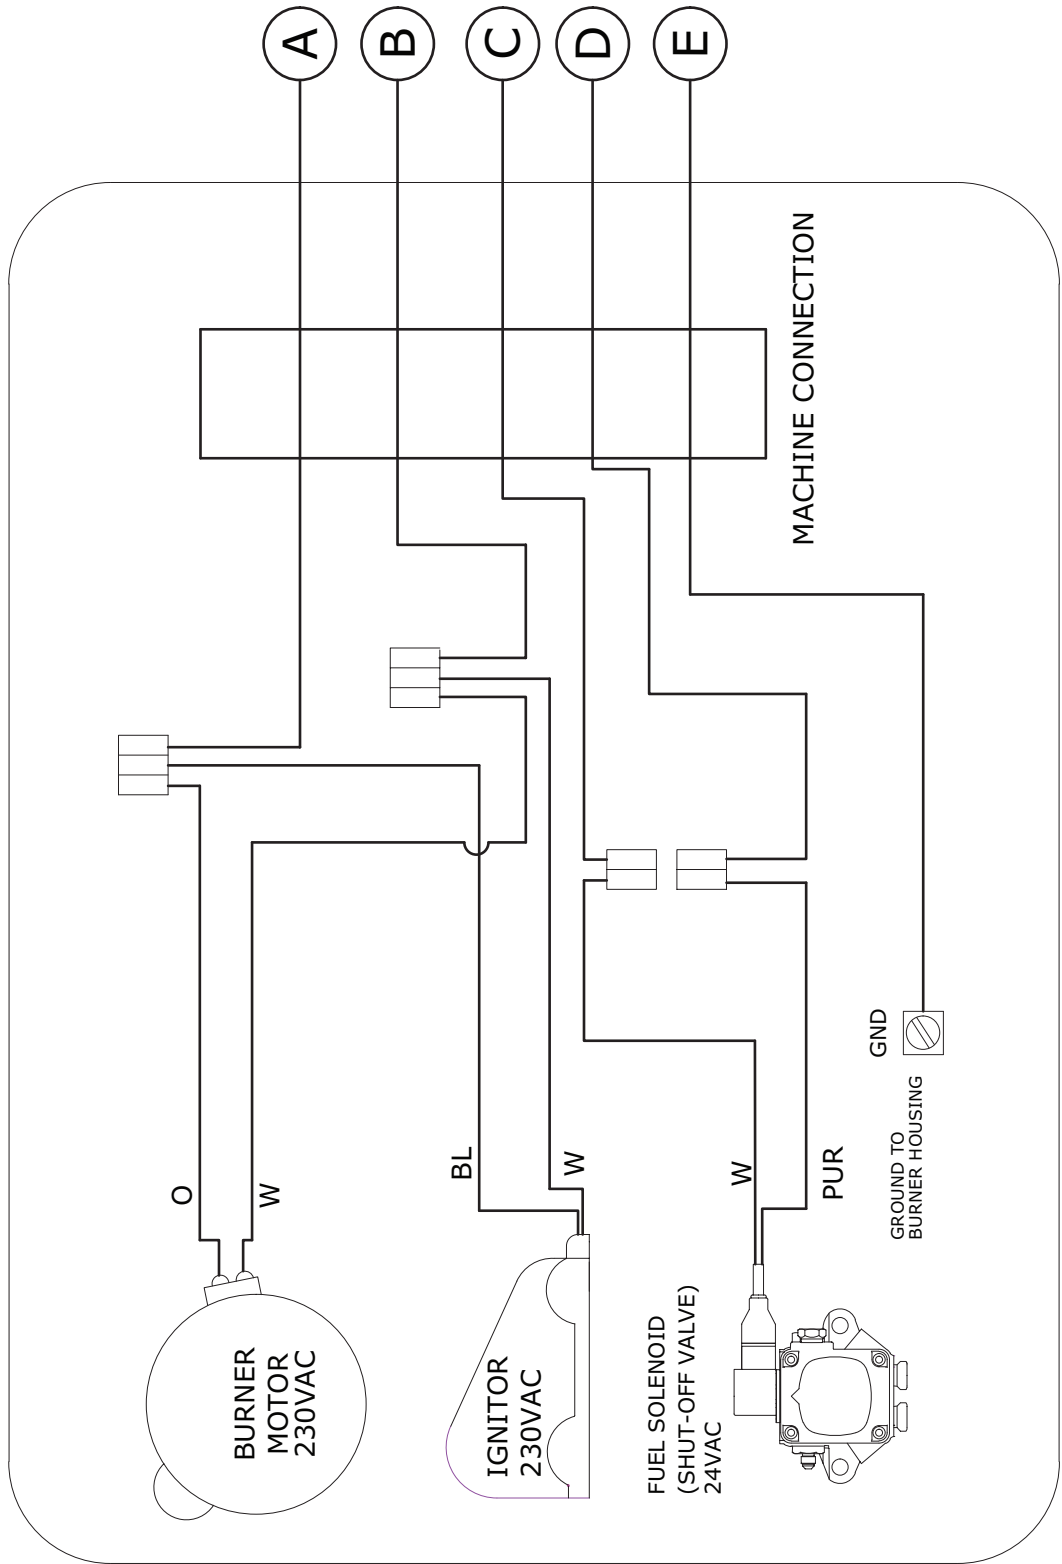 A
B
C
D
E
MACHINE CONNECTION
O
W
BL
W
W
PUR
GND
GROUND TO
BURNER HOUSING
BURNER
MOTOR
230VAC
IGNITOR
230VAC
FUEL SOLENOID
(SHUT-OFF VALVE)
24VAC